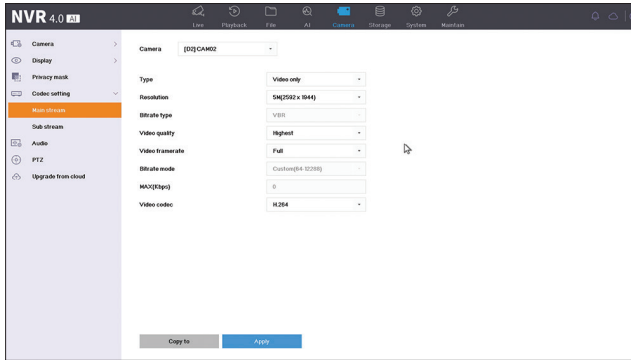 NVR 4.0 AI
Live Playback File AI Camera Storage System Maintain
Camera
Display
Privacy mask
Codec setting
Main stream
Sub stream
Audio
PTZ
Upgrade from cloud
Camera [D2]CAM02
Type Video only
Resolution 5M(2592 x 1944)
Bitrate type VBR
Video quality Highest
Video framerate Full
Bitrate mode Custom(64-12288)
MAX(Kbps) 0
Video codec H.264
Copy to Apply